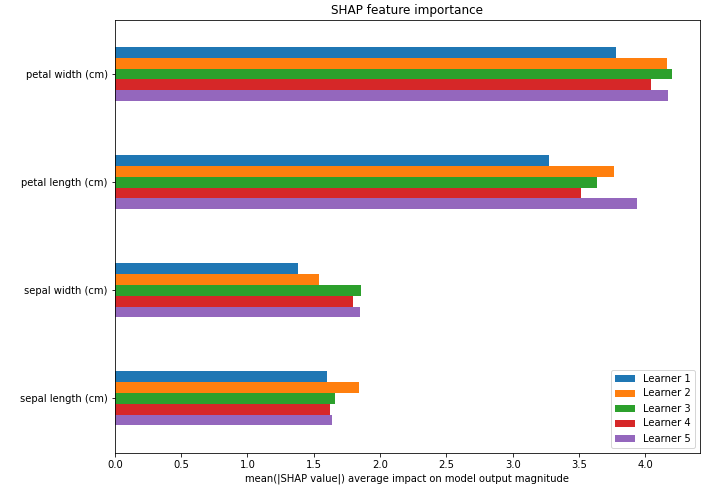 SHAP feature importance
petal width (cm)
petal length (cm)
sepal width (cm)
sepal length (cm)
Learner 1
Learner 2
Learner 3
Learner 4
Learner 5
0.0 0.5 1.0 1.5 2.0 2.5 3.0 3.5 4.0
mean(|SHAP value|) average impact on model output magnitude